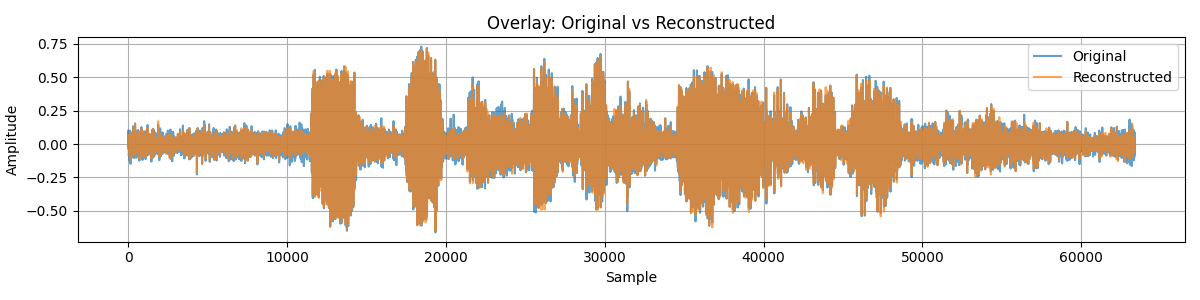 Overlay: Original vs Reconstructed
Amplitude
0.75
0.50
0.25
0.00
−0.25
−0.50
Original
Reconstructed
0 10000 20000 30000 40000 50000 60000
Sample